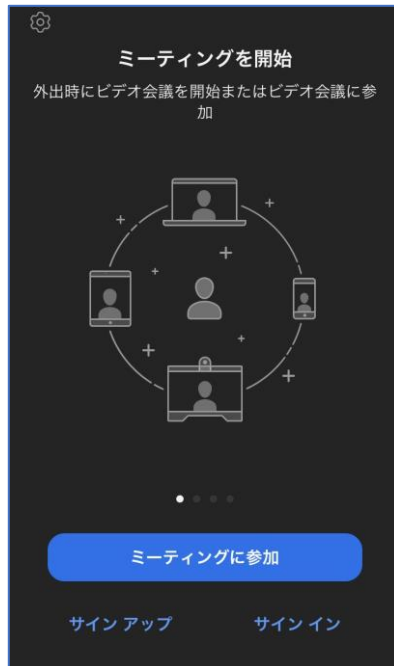 ミーティングを開始
外出時にビデオ会議を開始またはビデオ会議に参
加
ミーティングに参加
サイン アップ
サイン イン